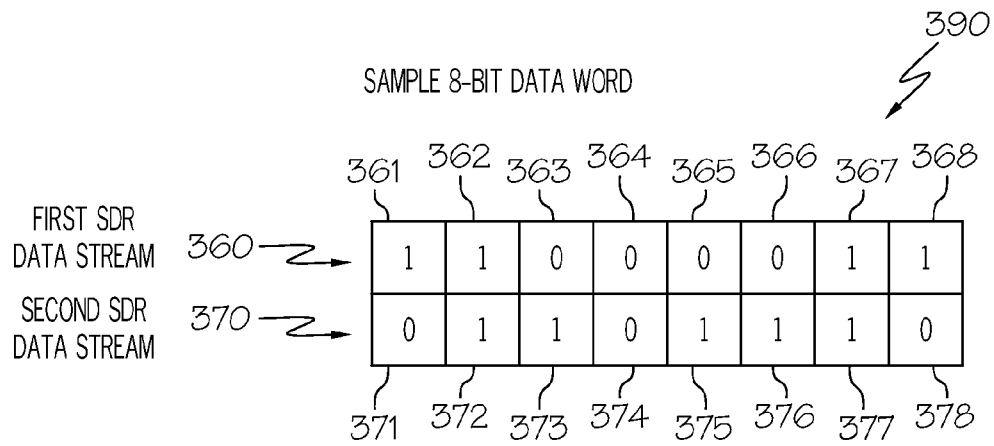 390
SAMPLE 8-BIT DATA WORD
361 362 363 364 365 366 367 368
FIRST SDR
DATA STREAM
360
1 1 0 0 0 0 1 1
SECOND SDR
DATA STREAM
370
0 1 1 0 1 1 1 0
371 372 373 374 375 376 377 378